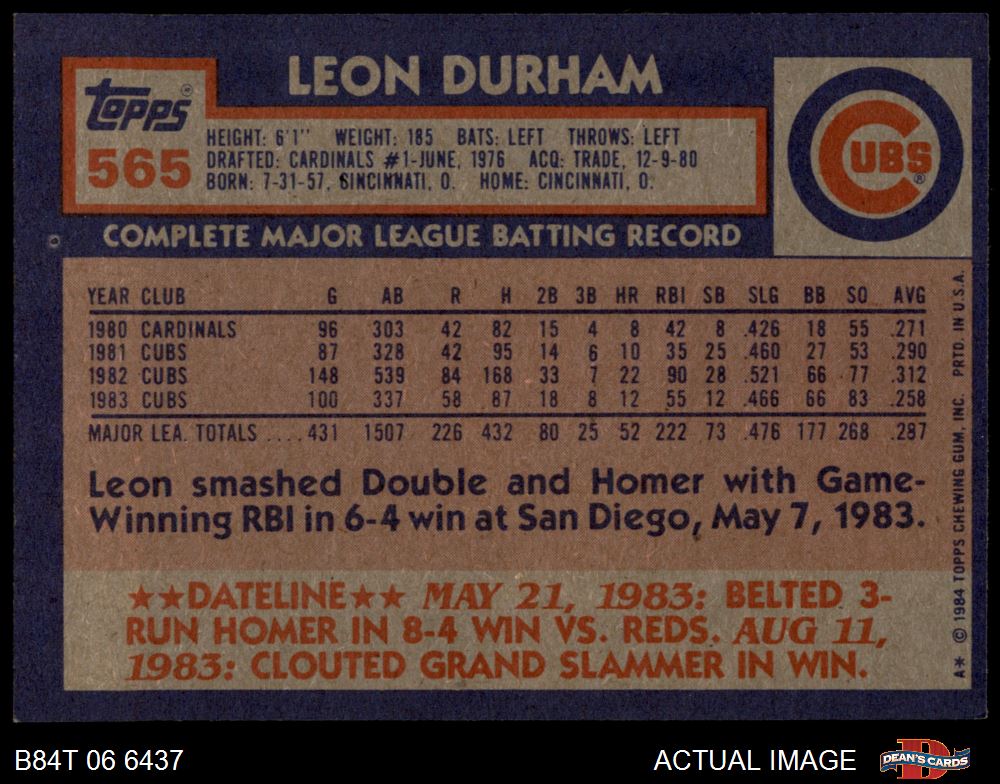 LEON DURHAM
Topps®
565
HEIGHT: 6'1" WEIGHT: 185 BATS: LEFT THROWS: LEFT
DRAFTED: CARDINALS #1-JUNE, 1976 ACQ: TRADE, 12-9-80
BORN: 7-31-57, CINCINNATI, O. HOME: CINCINNATI, O.
CUBS®
COMPLETE MAJOR LEAGUE BATTING RECORD
YEAR CLUB G AB R H 2B 3B HR RBI SB SLG BB SO AVG
1980 CARDINALS 96 303 42 82 15 4 8 42 8 .426 18 55 .271
1981 CUBS 87 328 42 95 14 6 10 35 25 .460 27 53 .290
1982 CUBS 148 539 84 168 33 7 22 90 28 .521 66 77 .312
1983 CUBS 100 337 58 87 18 8 12 55 12 .466 66 83 .258
MAJOR LEA. TOTALS ....431 1507 226 432 80 25 52 222 73 .476 177 268 .287
Leon smashed Double and Homer with Game-
Winning RBI in 6-4 win at San Diego, May 7, 1983.
★★DATELINE★★ MAY 21, 1983: BELTED 3-
RUN HOMER IN 8-4 WIN VS. REDS. AUG 11,
1983: CLOUTED GRAND SLAMMER IN WIN.
A** © 1984 TOPPS CHEWING GUM, INC. PRTD. IN U.S.A.
B84T 06 6437
ACTUAL IMAGE
D
DEAN'S CARDS